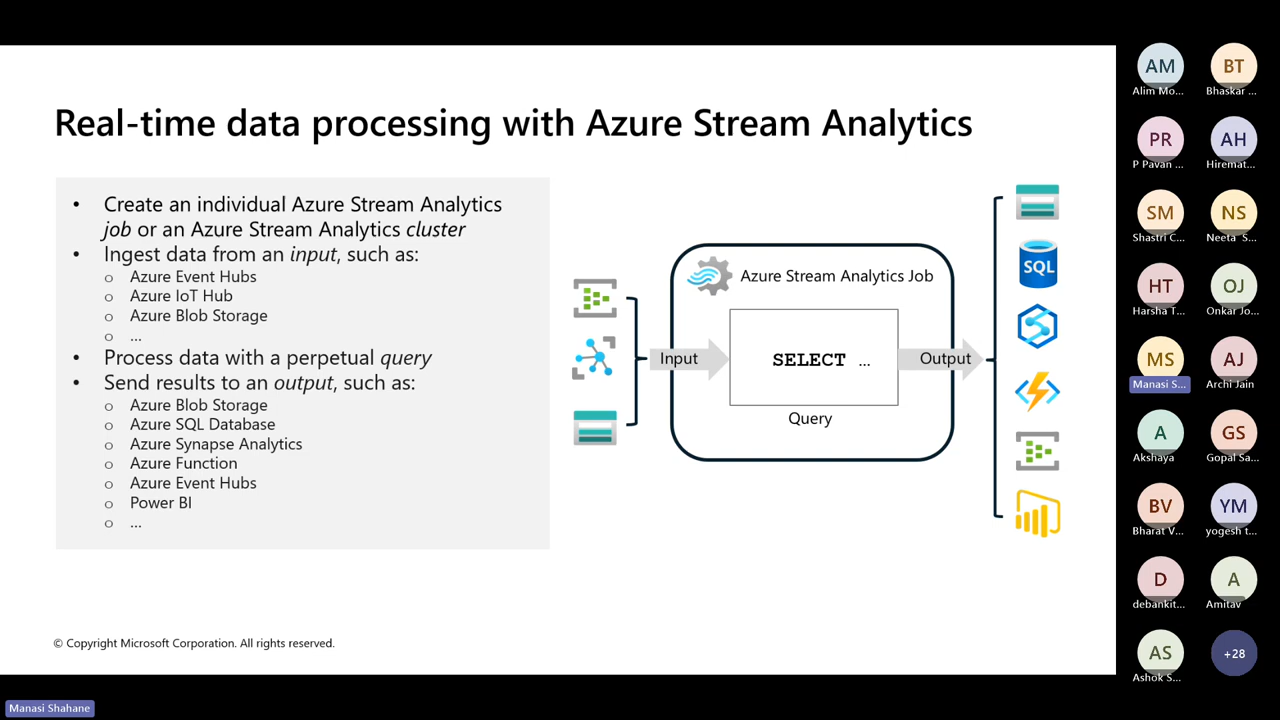 Real-time data processing with Azure Stream Analytics
• Create an individual Azure Stream Analytics
job or an Azure Stream Analytics cluster
• Ingest data from an input, such as:
o Azure Event Hubs
o Azure IoT Hub
o Azure Blob Storage
o ...
• Process data with a perpetual query
• Send results to an output, such as:
o Azure Blob Storage
o Azure SQL Database
o Azure Synapse Analytics
o Azure Function
o Azure Event Hubs
o Power BI
o ...
Azure Stream Analytics Job
Input
SELECT ...
Output
Query
SQL
© Copyright Microsoft Corporation. All rights reserved.
AM
Alim Mo...
BT
Bhaskar ...
PR
P Pavan ...
AH
Hiremat...
SM
Shastri C...
NS
Neeta S...
HT
Harsha T...
OJ
Onkar Jo...
MS
Manasi S...
AJ
Archi Jain
A
Akshaya
GS
Gopal Sa...
BV
Bharat V...
YM
yogesh t...
D
debankit...
A
Amitav
AS
Ashok S...
+28
Manasi Shahane